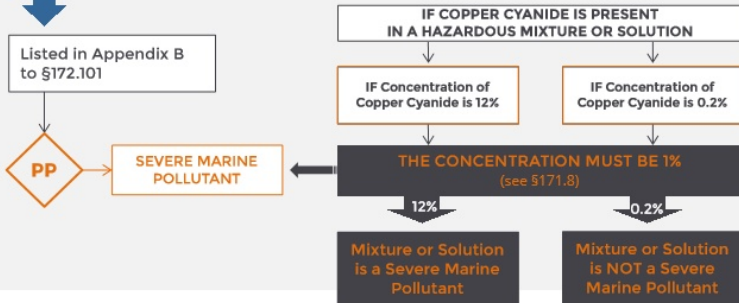 IF COPPER CYANIDE IS PRESENT
IN A HAZARDOUS MIXTURE OR SOLUTION
Listed in Appendix B
to §172.101
IF Concentration of
Copper Cyanide is 12%
IF Concentration of
Copper Cyanide is 0.2%
PP
SEVERE MARINE
POLLUTANT
THE CONCENTRATION MUST BE 1%
(see §171.8)
12%
0.2%
Mixture or Solution
is a Severe Marine
Pollutant
Mixture or Solution
is NOT a Severe
Marine Pollutant